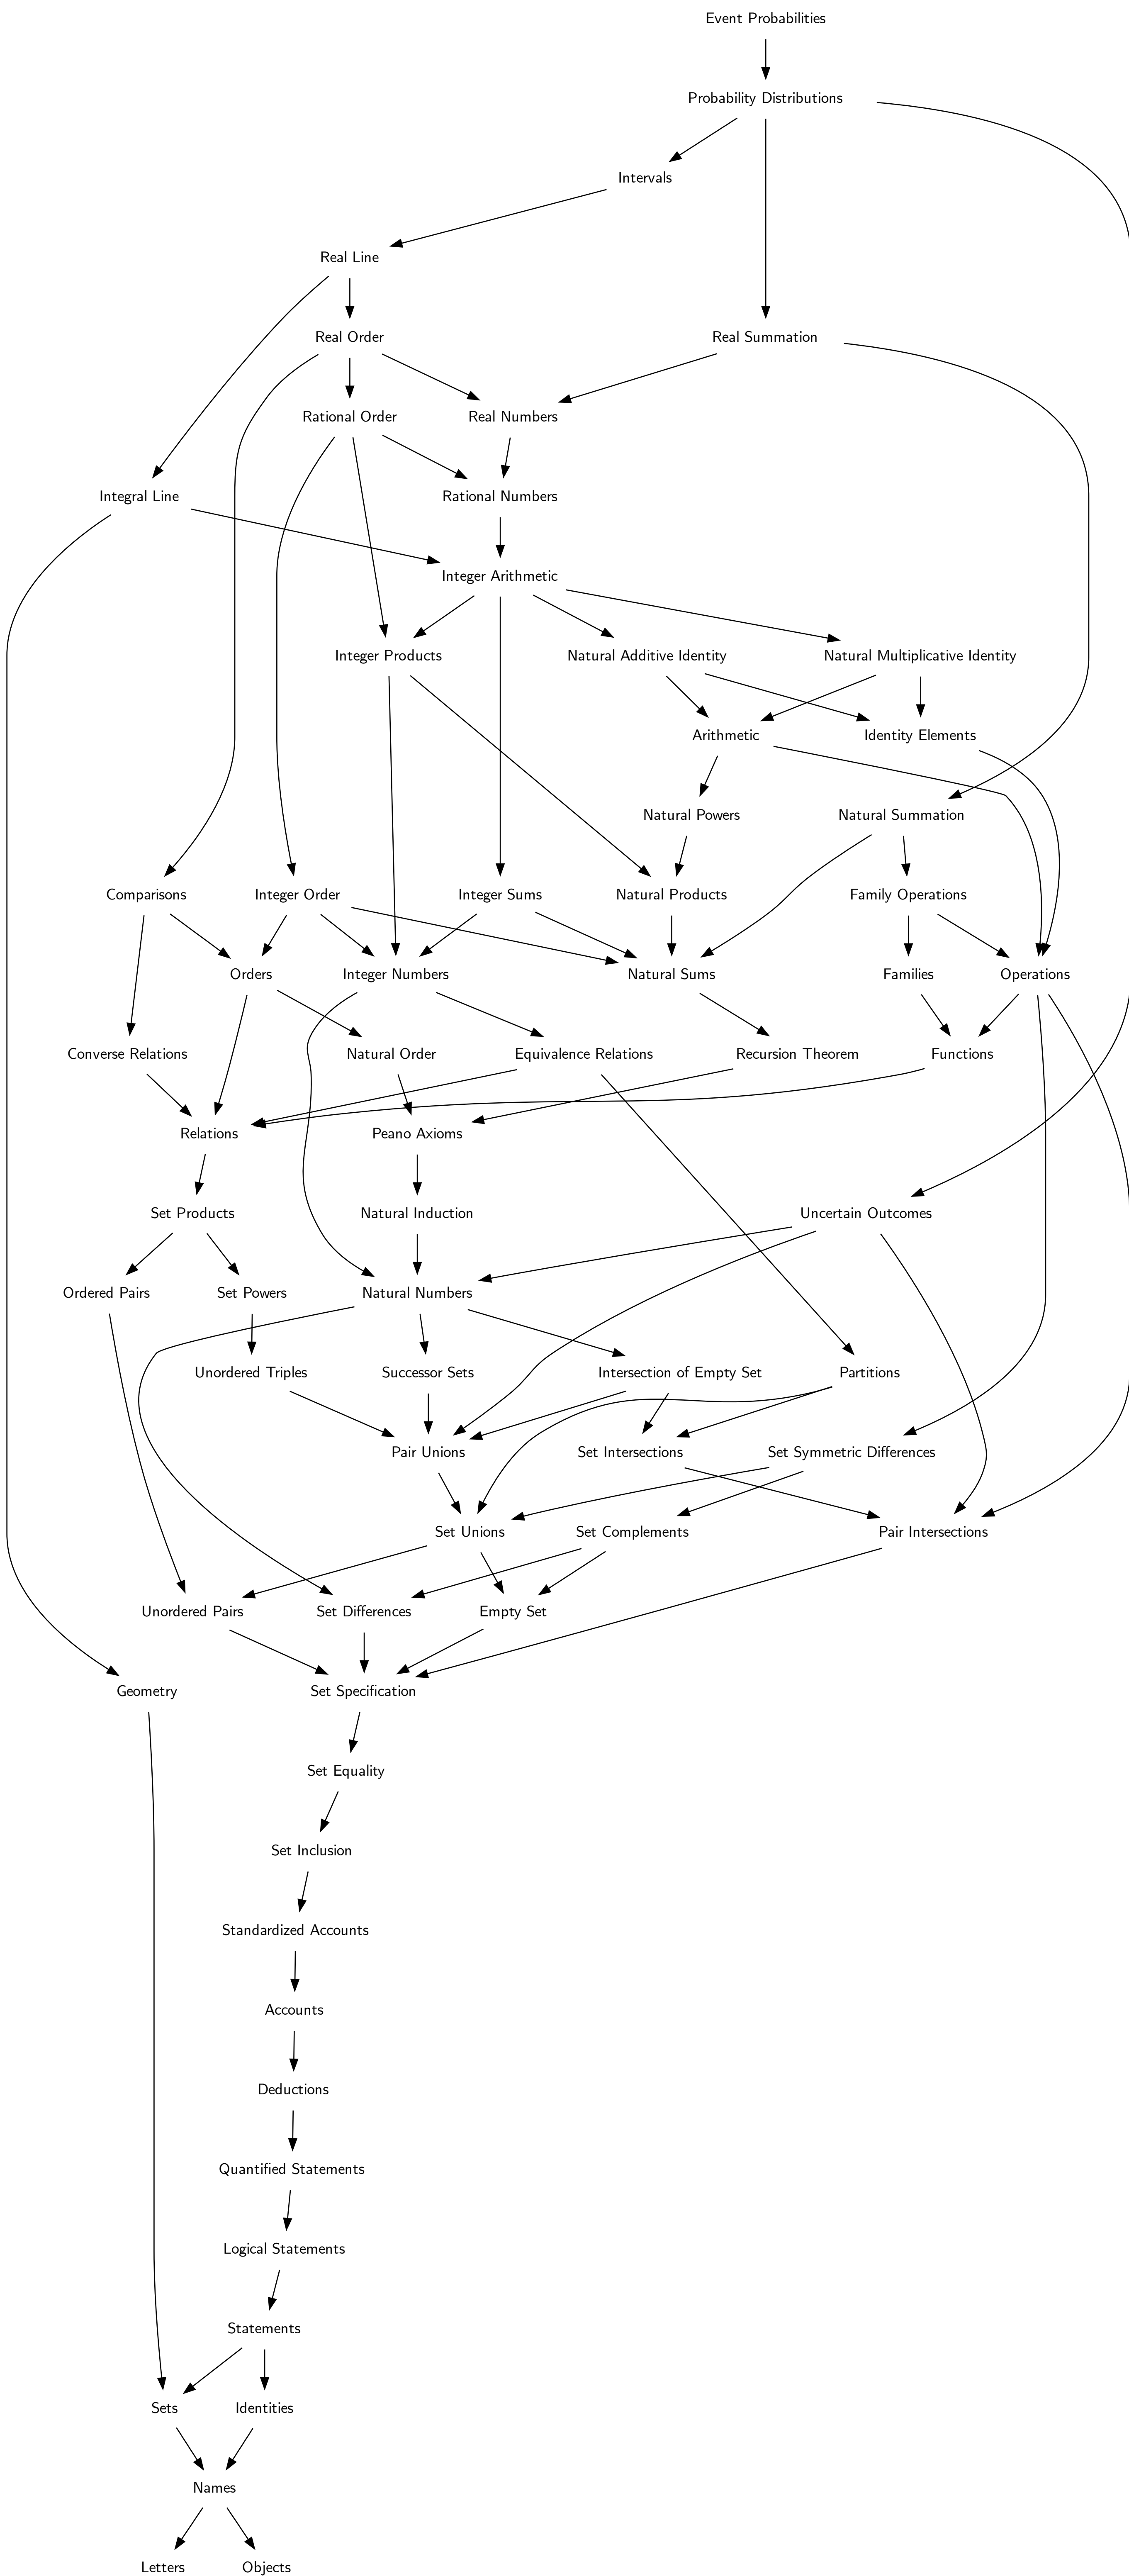 Event Probabilities
Probability Distributions
Intervals
Real Line
Real Order
Real Summation
Rational Order
Real Numbers
Integral Line
Rational Numbers
Integer Arithmetic
Integer Products
Natural Additive Identity
Natural Multiplicative Identity
Arithmetic
Identity Elements
Natural Powers
Natural Summation
Comparisons
Integer Order
Integer Sums
Natural Products
Family Operations
Orders
Integer Numbers
Natural Sums
Families
Operations
Converse Relations
Natural Order
Equivalence Relations
Recursion Theorem
Functions
Relations
Peano Axioms
Set Products
Natural Induction
Uncertain Outcomes
Ordered Pairs
Set Powers
Natural Numbers
Unordered Triples
Successor Sets
Intersection of Empty Set
Partitions
Pair Unions
Set Intersections
Set Symmetric Differences
Set Unions
Set Complements
Pair Intersections
Unordered Pairs
Set Differences
Empty Set
Geometry
Set Specification
Set Equality
Set Inclusion
Standardized Accounts
Accounts
Deductions
Quantified Statements
Logical Statements
Statements
Sets
Identities
Names
Letters
Objects